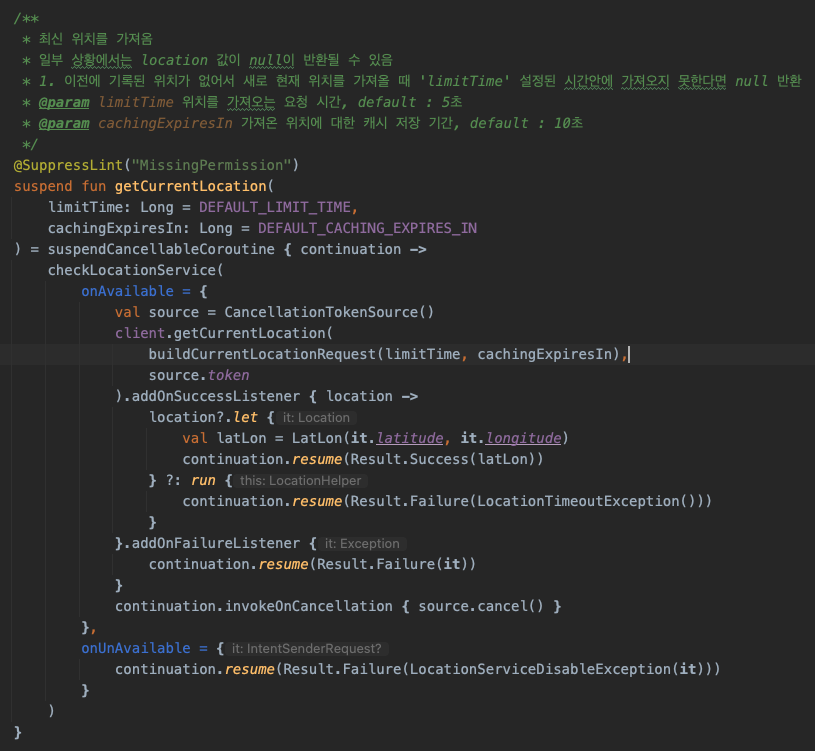 /**
 * 최신 위치를 가져옴
 * 일부 상황에서는 location 값이 null이 반환될 수 있음
 * 1. 이전에 기록된 위치가 없어서 새로 현재 위치를 가져올 때 'limitTime' 설정된 시간안에 가져오지 못한다면 null 반환
 * @param limitTime 위치를 가져오는 요청 시간, default : 5초
 * @param cachingExpiresIn 가져온 위치에 대한 캐시 저장 기간, default : 10초
 */
@SuppressLint("MissingPermission")
suspend fun getCurrentLocation(
    limitTime: Long = DEFAULT_LIMIT_TIME,
    cachingExpiresIn: Long = DEFAULT_CACHING_EXPIRES_IN
) = suspendCancellableCoroutine { continuation ->
    checkLocationService(
        onAvailable = {
            val source = CancellationTokenSource()
            client.getCurrentLocation(
                buildCurrentLocationRequest(limitTime, cachingExpiresIn),
                source.token
            ).addOnSuccessListener { location ->
                location?.let { it: Location
                    val latLon = LatLon(it.latitude, it.longitude)
                    continuation.resume(Result.Success(latLon))
                } ?: run { this: LocationHelper
                    continuation.resume(Result.Failure(LocationTimeoutException()))
                }
            }.addOnFailureListener { it: Exception
                continuation.resume(Result.Failure(it))
            }
            continuation.invokeOnCancellation { source.cancel() }
        },
        onUnAvailable = { it: IntentSenderRequest?
            continuation.resume(Result.Failure(LocationServiceDisableException(it)))
        }
    )
}